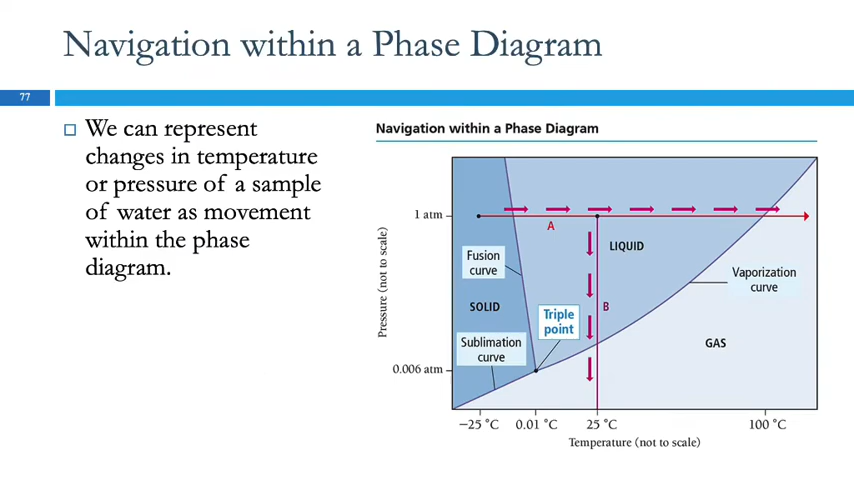 Navigation within a Phase Diagram
77
We can represent
changes in temperature
or pressure of a sample
of water as movement
within the phase
diagram.
Navigation within a Phase Diagram
1 atm
A
LIQUID
Fusion
curve
Vaporization
curve
Pressure (not to scale)
SOLID
Triple
point
B
Sublimation
curve
GAS
0.006 atm
−25 °C 0.01 °C 25 °C 100 °C
Temperature (not to scale)